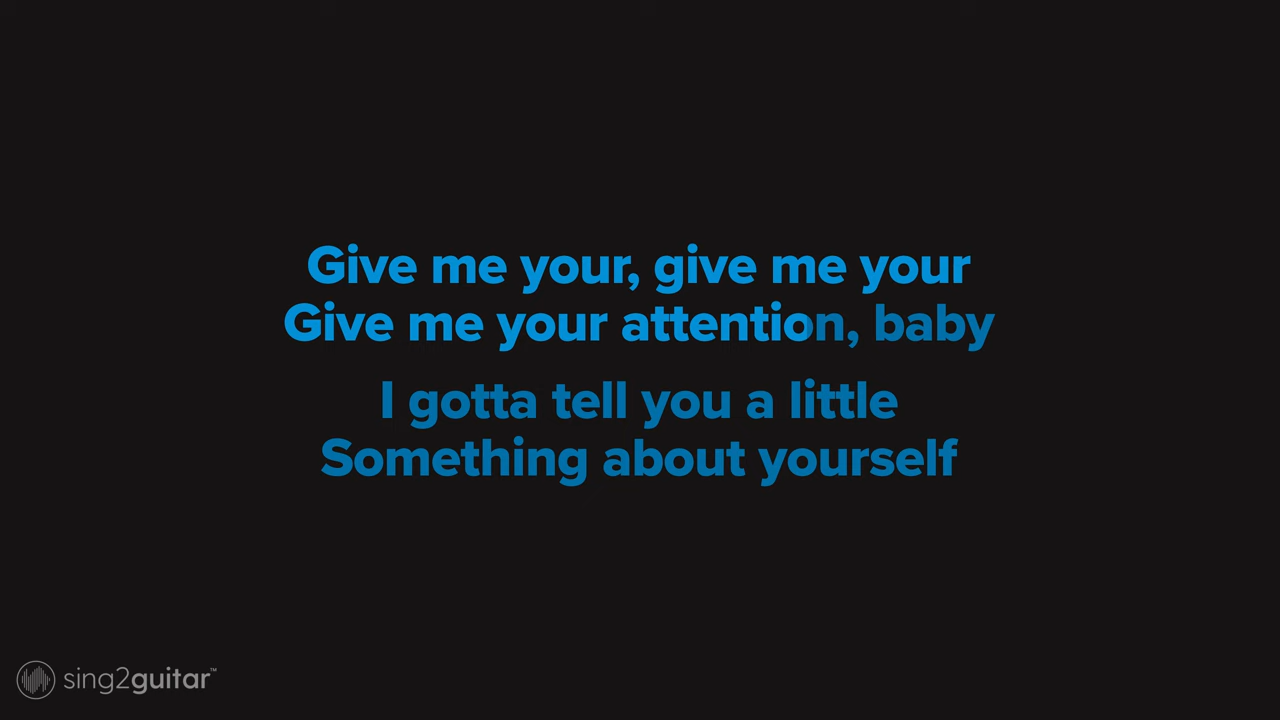 Give me your, give me your
Give me your attention, baby
I gotta tell you a little
Something about yourself
sing2guitar™